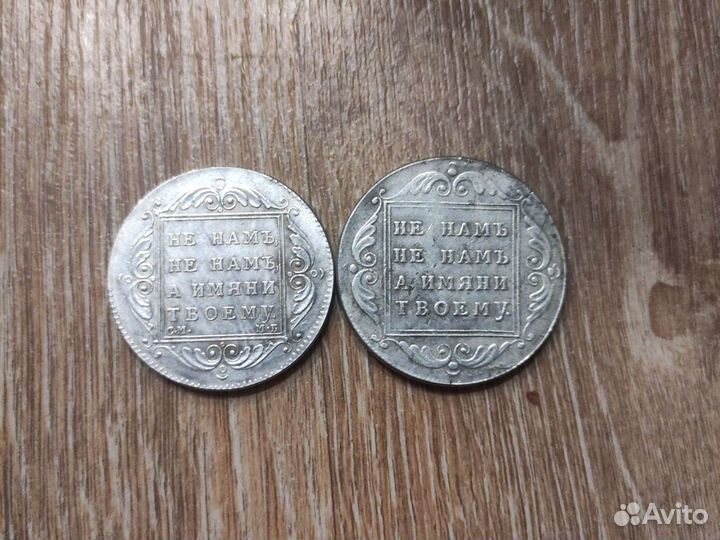 НЕ НАМЪ,
НЕ НАМЪ,
А ИМЯНИ
ТВОЕМУ.
С.М. М.Б
НЕ НАМЪ
НЕ НАМЪ
А ИМЯНИ
ТВОЕМУ.
Avito